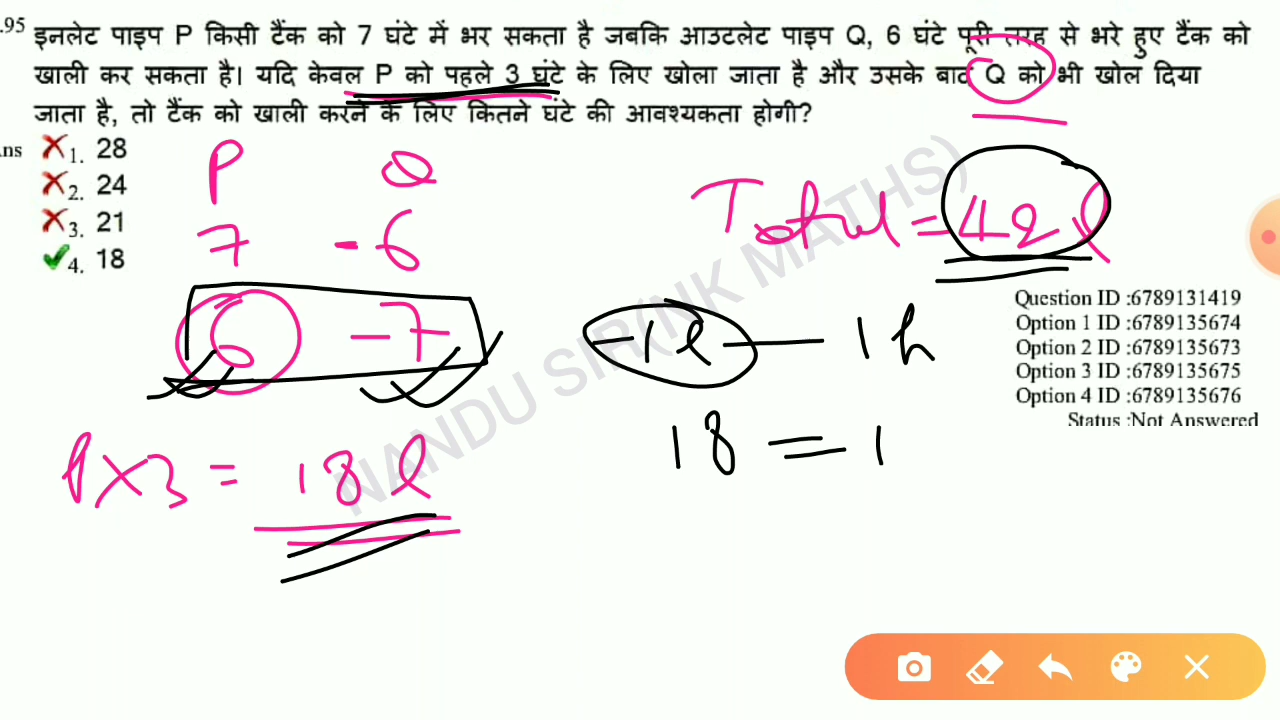 .95 इनलेट पाइप P किसी टैंक को 7 घंटे में भर सकता है जबकि आउटलेट पाइप Q, 6 घंटे पूरी तरह से भरे हुए टैंक को
खाली कर सकता है। यदि केवल P को पहले 3 घंटे के लिए खोला जाता है और उसके बाद Q को भी खोल दिया
जाता है, तो टैंक को खाली करने के लिए कितने घंटे की आवश्यकता होगी?
Ans 1. 28
2. 24
3. 21
4. 18
P Q
7 - 6
Total = 42 l
6 - 7
- 1 l — 1 h
P × 3 = 18 l
18 = 1
NANDU SIR(NK MATHS)
Question ID :6789131419
Option 1 ID :6789135674
Option 2 ID :6789135673
Option 3 ID :6789135675
Option 4 ID :6789135676
Status :Not Answered